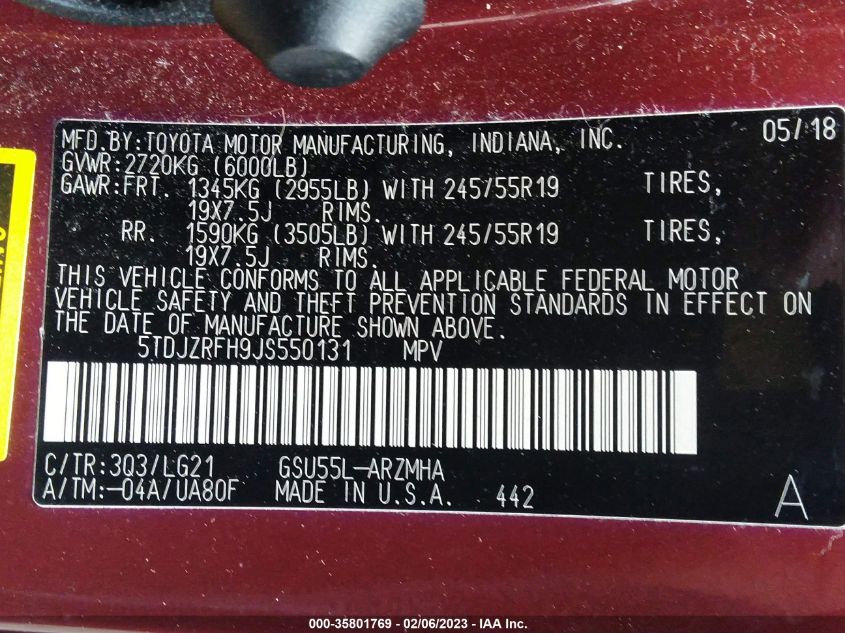 MFD.BY:TOYOTA MOTOR MANUFACTURING, INDIANA, INC. 05/18
GVWR:2720KG (6000LB)
GAWR:FRT. 1345KG (2955LB) WITH 245/55R19 TIRES,
19X7.5J RIMS.
RR. 1590KG (3505LB) WITH 245/55R19 TIRES,
19X7.5J RIMS.
THIS VEHICLE CONFORMS TO ALL APPLICABLE FEDERAL MOTOR
VEHICLE SAFETY AND THEFT PREVENTION STANDARDS IN EFFECT ON
THE DATE OF MANUFACTURE SHOWN ABOVE.
5TDJZRFH9JS550131 MPV
C/TR:3Q3/LG21 GSU55L-ARZMHA
A/TM:-04A/UA80F MADE IN U.S.A. 442 A
000-35801769 - 02/06/2023 - IAA Inc.